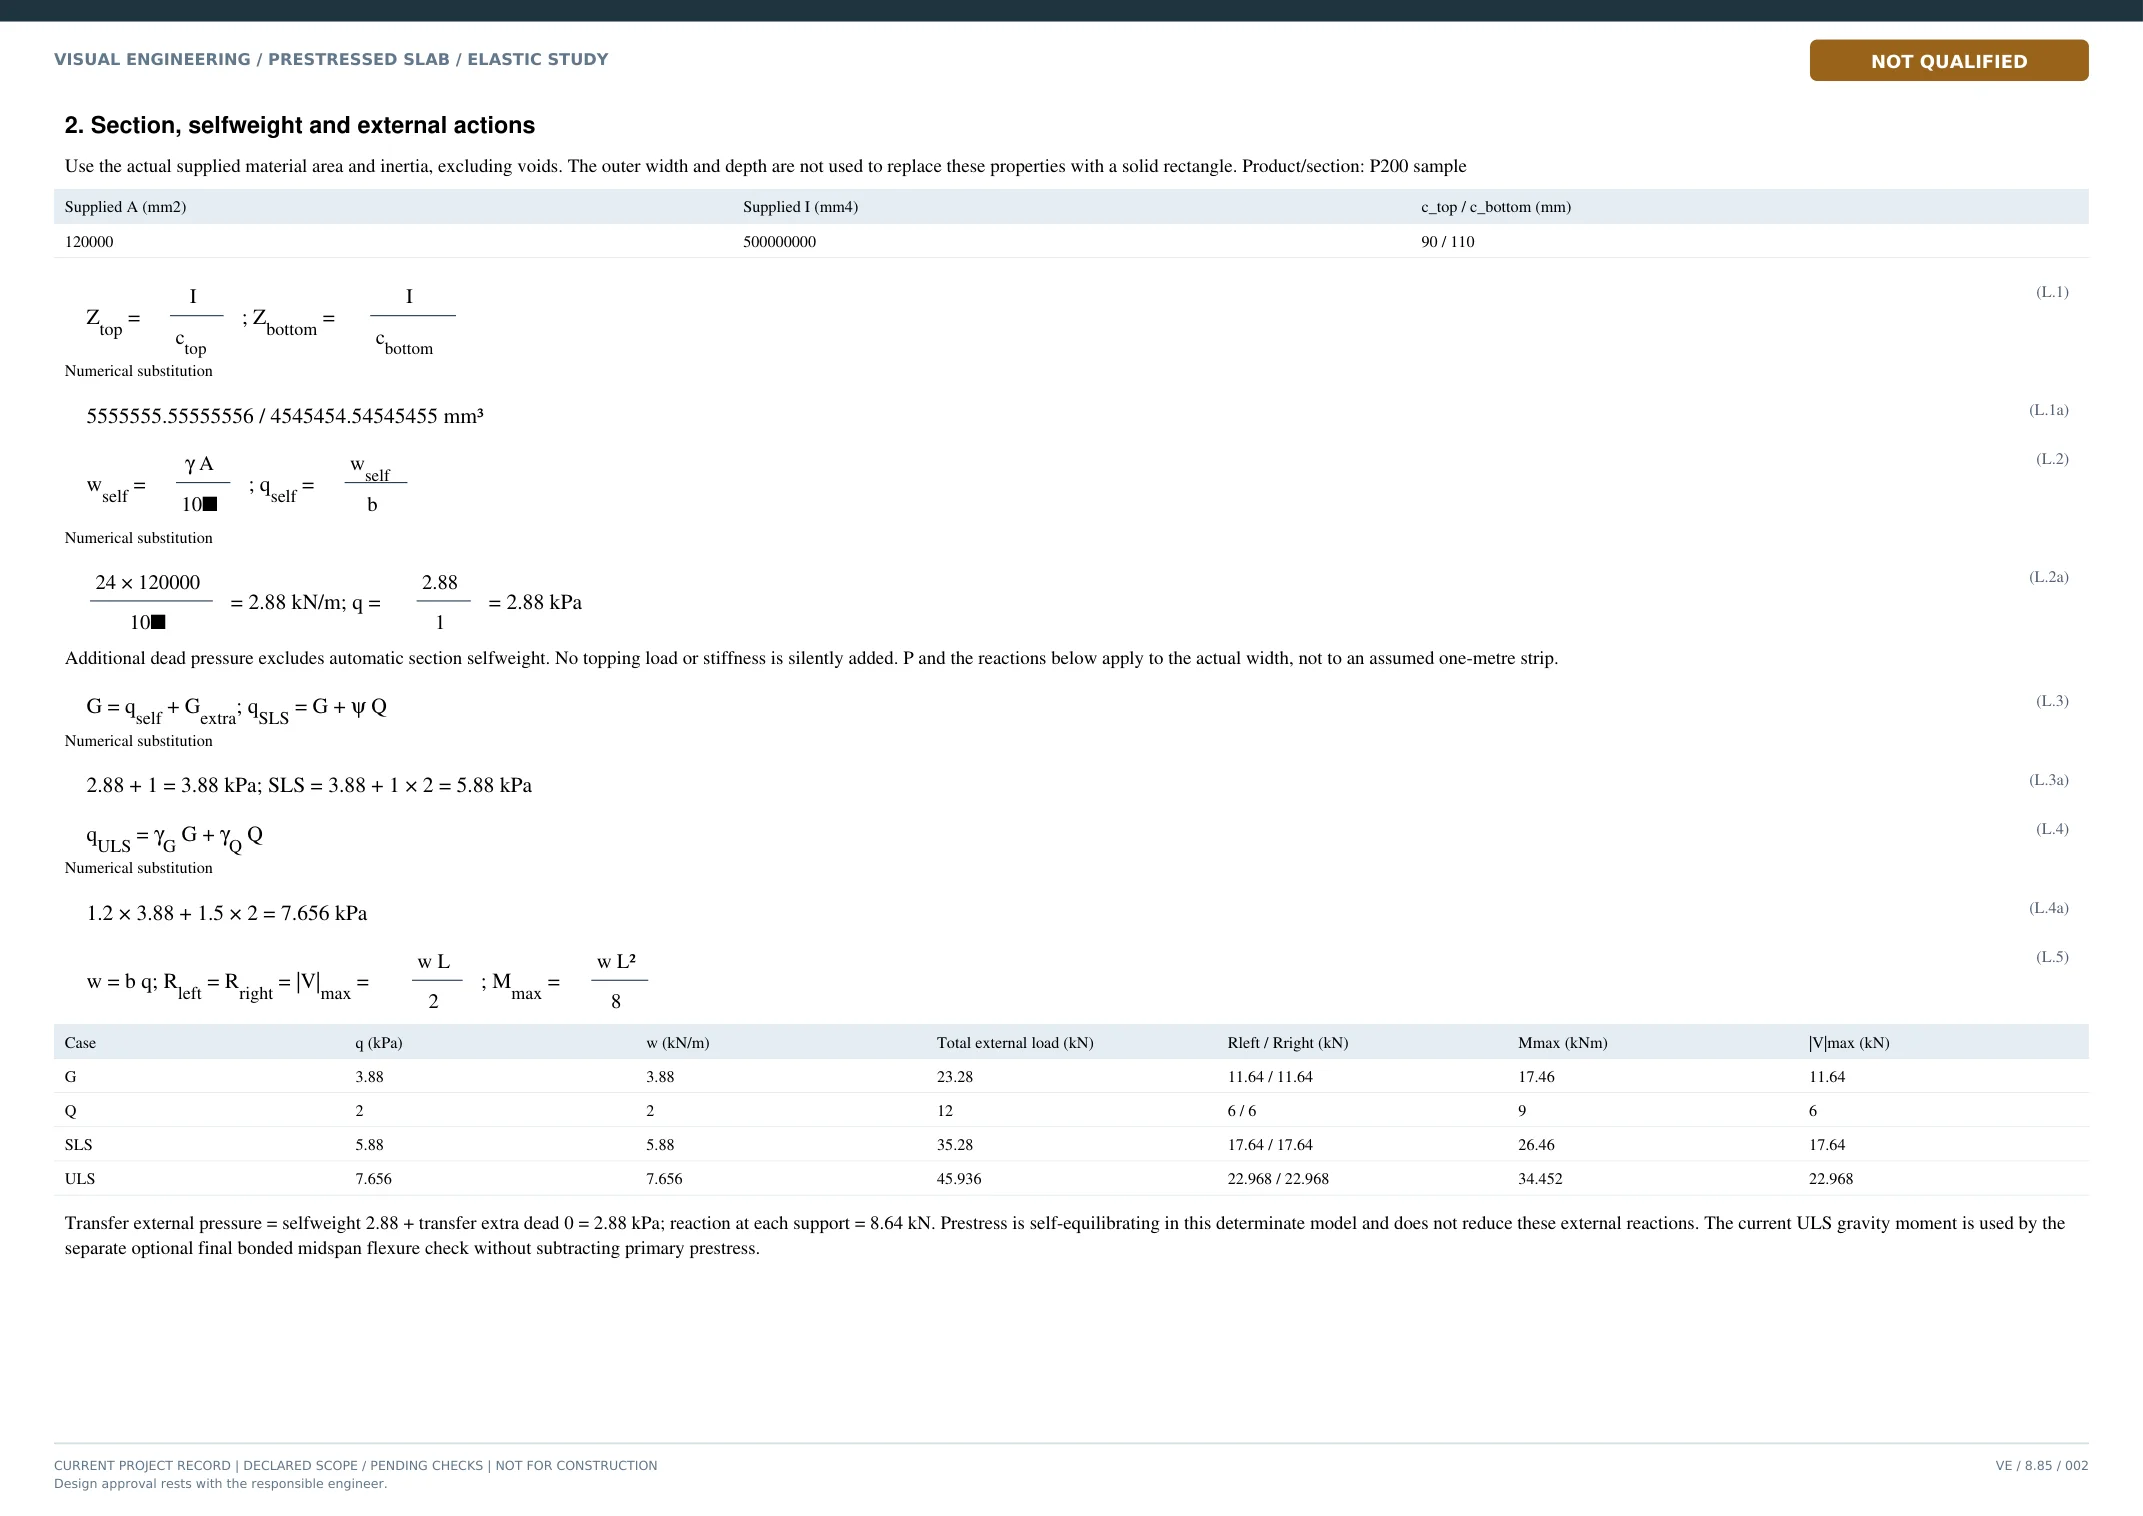 VISUAL ENGINEERING / PRESTRESSED SLAB / ELASTIC STUDY
NOT QUALIFIED
2. Section, selfweight and external actions
Use the actual supplied material area and inertia, excluding voids. The outer width and depth are not used to replace these properties with a solid rectangle. Product/section: P200 sample
Supplied A (mm2) Supplied I (mm4) c_top / c_bottom (mm)
120000 500000000 90 / 110
Z_top = I / c_top ; Z_bottom = I / c_bottom (L.1)
Numerical substitution
5555555.55555556 / 4545454.54545455 mm³ (L.1a)
w_self = γ A / 10■ ; q_self = w_self / b (L.2)
Numerical substitution
24 × 120000 / 10■ = 2.88 kN/m; q = 2.88 / 1 = 2.88 kPa (L.2a)
Additional dead pressure excludes automatic section selfweight. No topping load or stiffness is silently added. P and the reactions below apply to the actual width, not to an assumed one-metre strip.
G = q_self + G_extra; q_SLS = G + ψ Q (L.3)
Numerical substitution
2.88 + 1 = 3.88 kPa; SLS = 3.88 + 1 × 2 = 5.88 kPa (L.3a)
q_ULS = γ_G G + γ_Q Q (L.4)
Numerical substitution
1.2 × 3.88 + 1.5 × 2 = 7.656 kPa (L.4a)
w = b q; R_left = R_right = |V|_max = w L / 2 ; M_max = w L² / 8 (L.5)
Case q (kPa) w (kN/m) Total external load (kN) Rleft / Rright (kN) Mmax (kNm) |V|max (kN)
G 3.88 3.88 23.28 11.64 / 11.64 17.46 11.64
Q 2 2 12 6 / 6 9 6
SLS 5.88 5.88 35.28 17.64 / 17.64 26.46 17.64
ULS 7.656 7.656 45.936 22.968 / 22.968 34.452 22.968
Transfer external pressure = selfweight 2.88 + transfer extra dead 0 = 2.88 kPa; reaction at each support = 8.64 kN. Prestress is self-equilibrating in this determinate model and does not reduce these external reactions. The current ULS gravity moment is used by the
separate optional final bonded midspan flexure check without subtracting primary prestress.
CURRENT PROJECT RECORD | DECLARED SCOPE / PENDING CHECKS | NOT FOR CONSTRUCTION
VE / 8.85 / 002
Design approval rests with the responsible engineer.